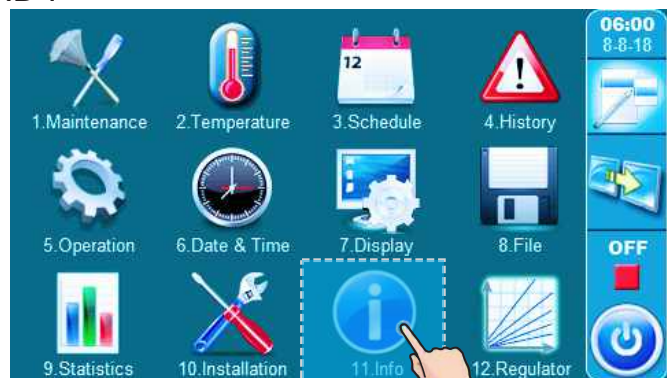 06:00
8-8-18
12
1.Maintenance 2.Temperature 3.Schedule 4.History
5.Operation 6.Date & Time 7.Display 8.File
OFF
9.Statistics 10.Installation 11.Info 12.Regulator